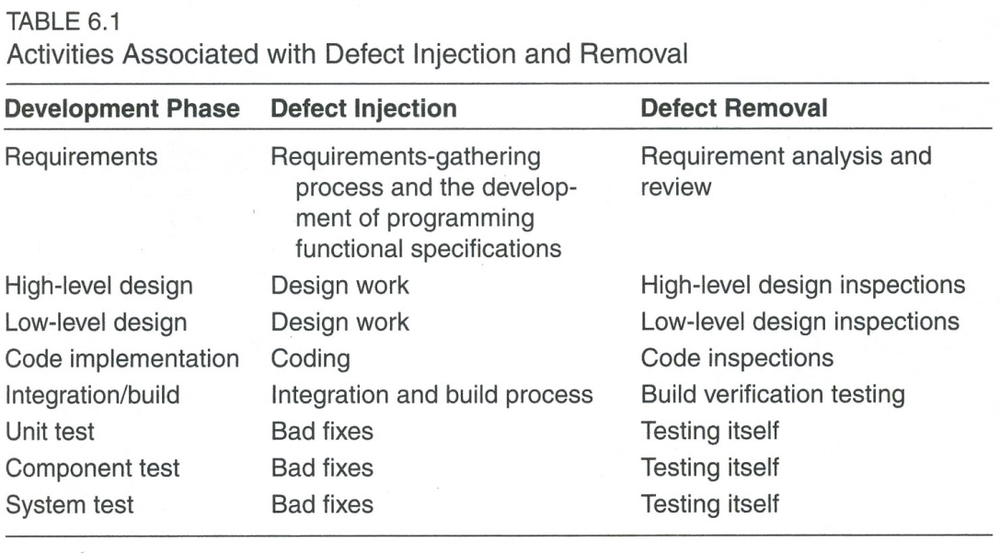 TABLE 6.1
Activities Associated with Defect Injection and Removal
Development Phase Defect Injection Defect Removal
Requirements Requirements-gathering Requirement analysis and
process and the develop- review
ment of programming
functional specifications
High-level design Design work High-level design inspections
Low-level design Design work Low-level design inspections
Code implementation Coding Code inspections
Integration/build Integration and build process Build verification testing
Unit test Bad fixes Testing itself
Component test Bad fixes Testing itself
System test Bad fixes Testing itself